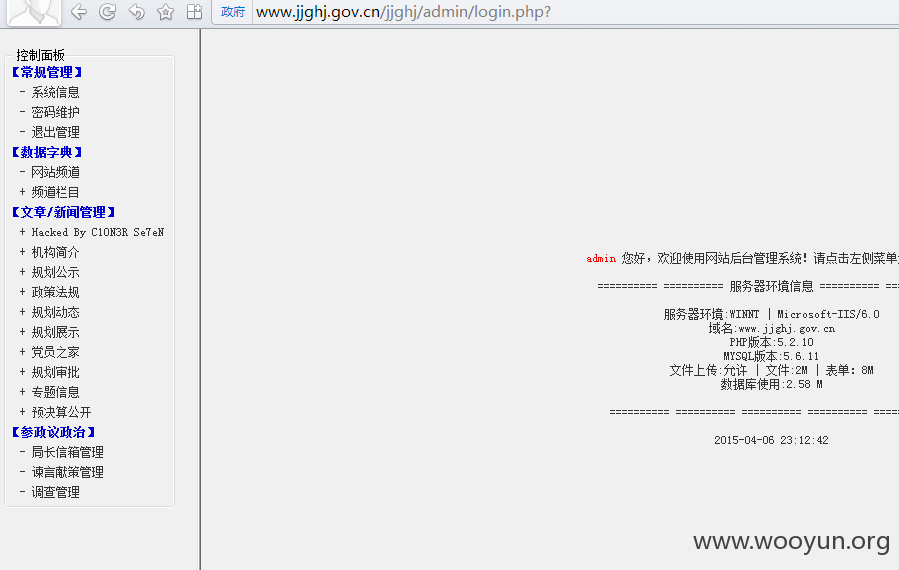 政府 www.jjghj.gov.cn/jjghj/admin/login.php?
控制面板
【常规管理】
- 系统信息
- 密码维护
- 退出管理
【数据字典】
- 网站频道
+ 频道栏目
【文章/新闻管理】
+ Hacked By C10N3R Se7eN
+ 机构简介
+ 规划公示
+ 政策法规
+ 规划动态
+ 规划展示
+ 党员之家
+ 规划审批
+ 专题信息
+ 预决算公开
【参政议政治】
- 局长信箱管理
- 谏言献策管理
- 调查管理
admin 您好，欢迎使用网站后台管理系统！请点击左侧菜单
========== ========== 服务器环境信息 ========== ===
服务器环境:WINNT | Microsoft-IIS/6.0
域名:www.jjghj.gov.cn
PHP版本:5.2.10
MYSQL版本:5.6.11
文件上传:允许 | 文件:2M | 表单：8M
数据库使用:2.58 M
========== ========== ========== ========== =====
2015-04-06 23:12:42
www.wooyun.org